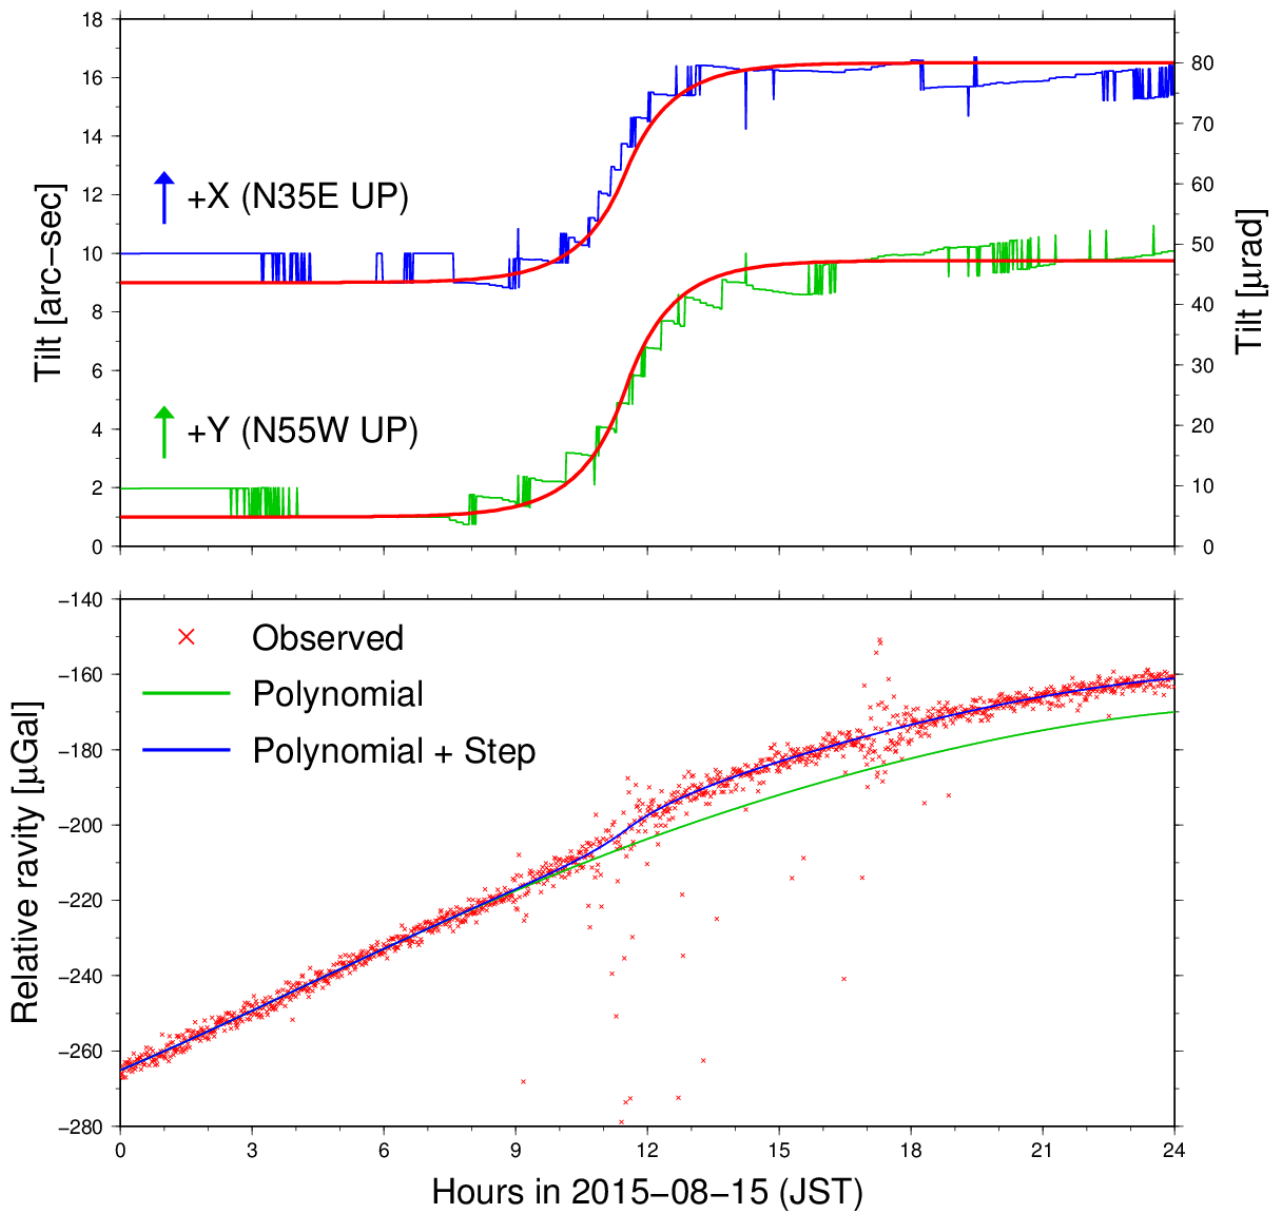 18
16
14
12
10
8
6
4
2
0
Tilt [arc−sec]
+X (N35E UP)
+Y (N55W UP)
80
70
60
50
40
30
20
10
0
Tilt [μrad]
−140
−160
−180
−200
−220
−240
−260
−280
Relative ravity [μGal]
Observed
Polynomial
Polynomial + Step
0 3 6 9 12 15 18 21 24
Hours in 2015−08−15 (JST)